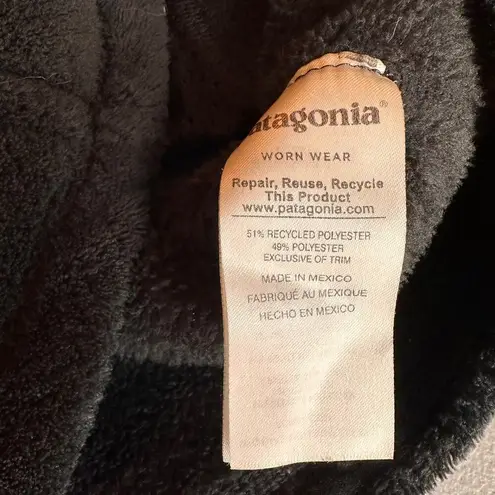 patagonia®
WORN WEAR
Repair, Reuse, Recycle
This Product
www.patagonia.com
51% RECYCLED POLYESTER
49% POLYESTER
EXCLUSIVE OF TRIM
MADE IN MEXICO
FABRIQUÉ AU MEXIQUE
HECHO EN MEXICO